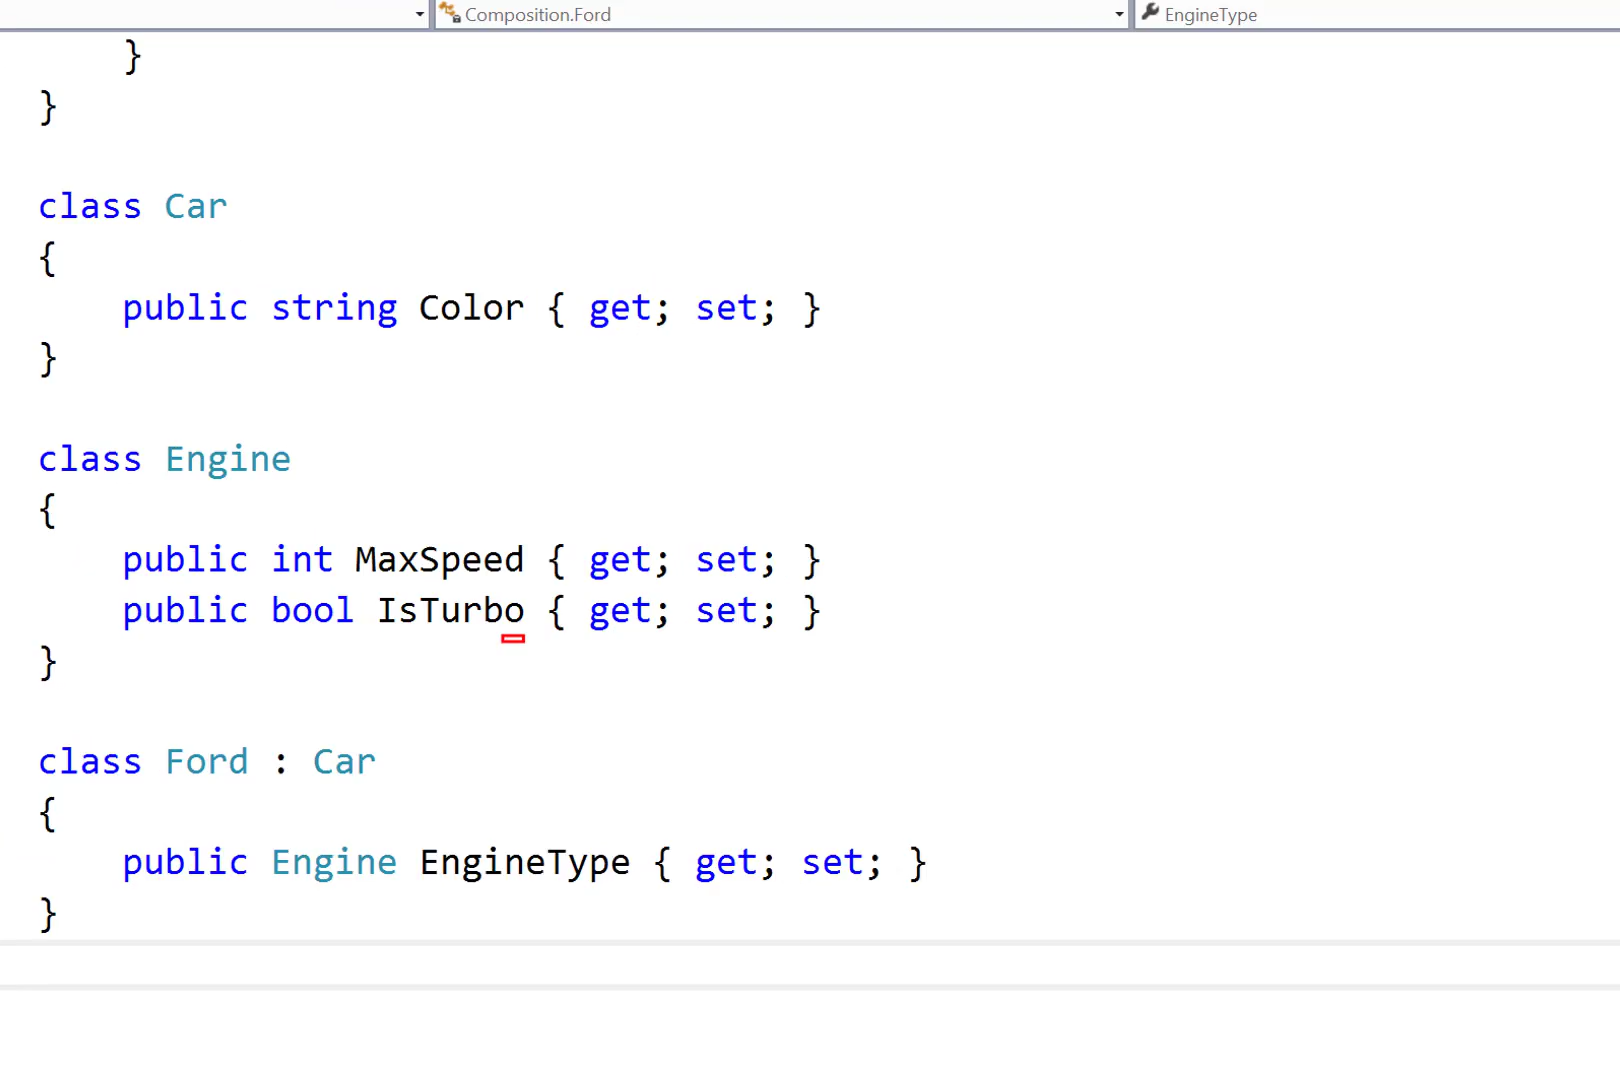 Composition.Ford
EngineType
}
}
class Car
{
public string Color { get; set; }
}
class Engine
{
public int MaxSpeed { get; set; }
public bool IsTurbo { get; set; }
}
class Ford : Car
{
public Engine EngineType { get; set; }
}